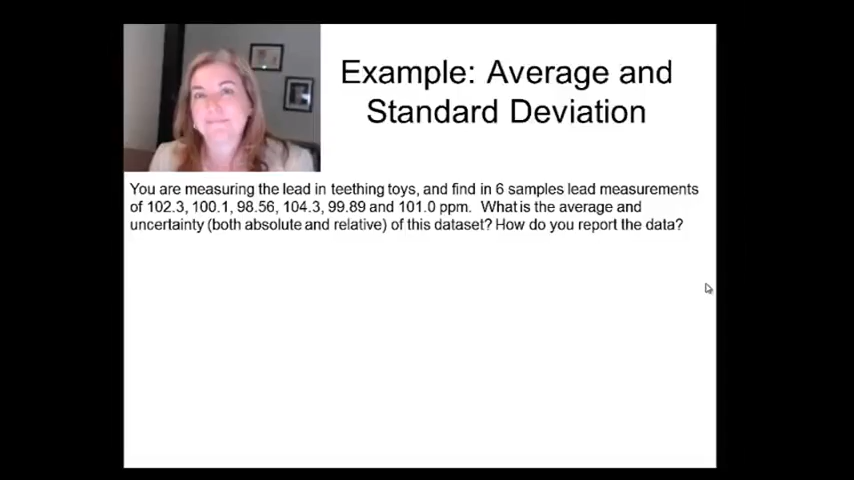 Example: Average and
Standard Deviation
You are measuring the lead in teething toys, and find in 6 samples lead measurements
of 102.3, 100.1, 98.56, 104.3, 99.89 and 101.0 ppm. What is the average and
uncertainty (both absolute and relative) of this dataset? How do you report the data?